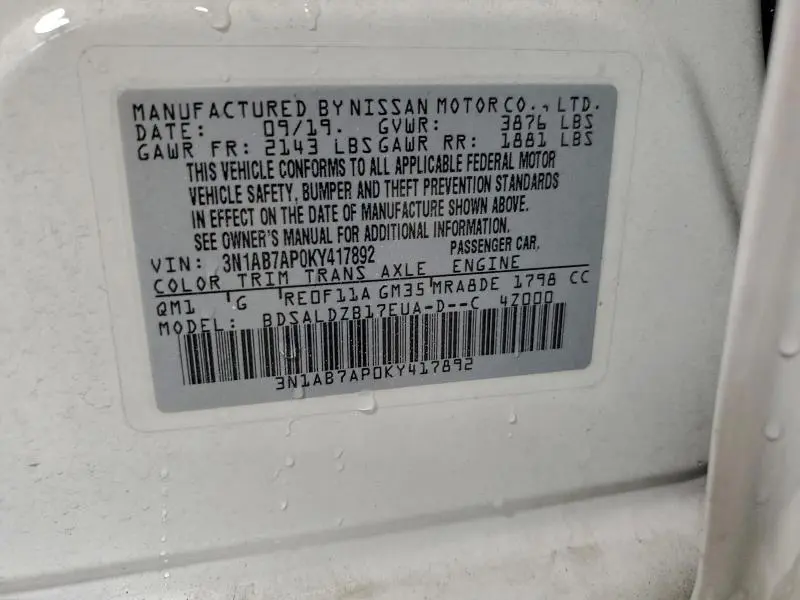 MANUFACTURED BY NISSAN MOTOR CO., LTD.
DATE: 09/19. GVWR: 3876 LBS
GAWR FR: 2143 LBS GAWR RR: 1881 LBS
THIS VEHICLE CONFORMS TO ALL APPLICABLE FEDERAL MOTOR
VEHICLE SAFETY, BUMPER AND THEFT PREVENTION STANDARDS
IN EFFECT ON THE DATE OF MANUFACTURE SHOWN ABOVE.
SEE OWNER'S MANUAL FOR ADDITIONAL INFORMATION.
VIN: 3N1AB7AP0KY417892 PASSENGER CAR.
COLOR TRIM TRANS AXLE ENGINE
QM1 G RE0F11A GM35 MRA8DE 1798 CC
MODEL: BDSALDZB17EUA-D--C 4Z000
3N1AB7AP0KY417892